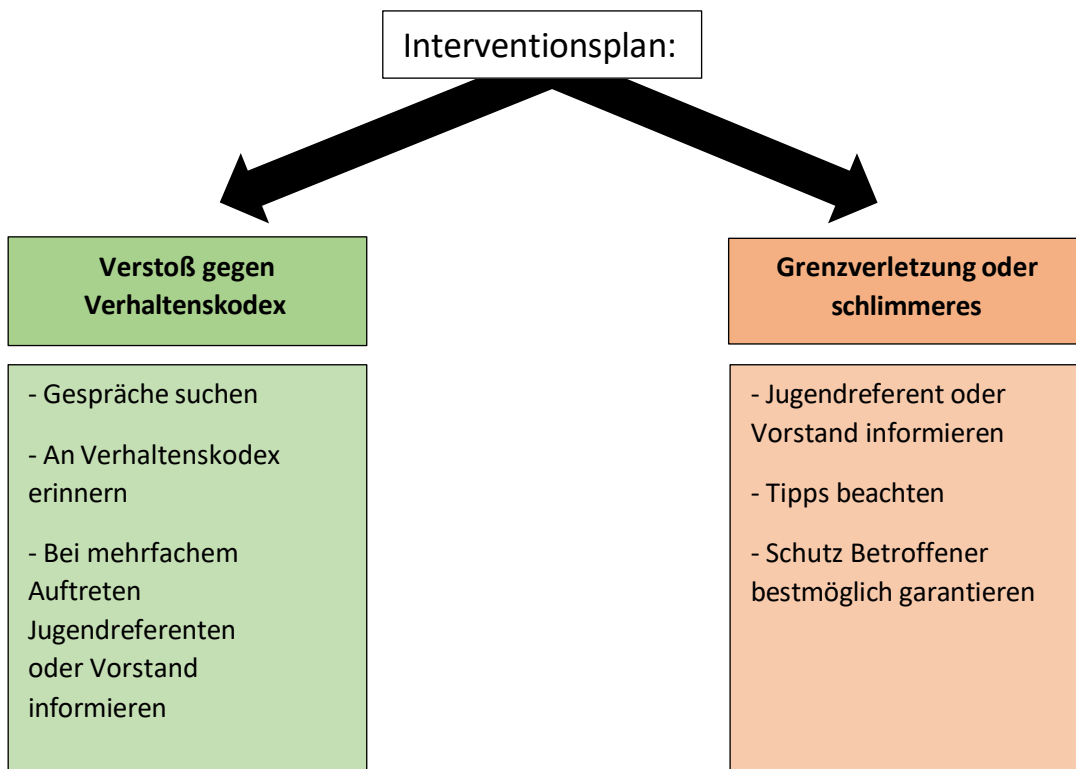 Interventionsplan:
Verstoß gegen
Verhaltenskodex
- Gespräche suchen
- An Verhaltenskodex
erinnern
- Bei mehrfachem
Auftreten
Jugendreferenten
oder Vorstand
informieren
Grenzverletzung oder
schlimmeres
- Jugendreferent oder
Vorstand informieren
- Tipps beachten
- Schutz Betroffener
bestmöglich garantieren